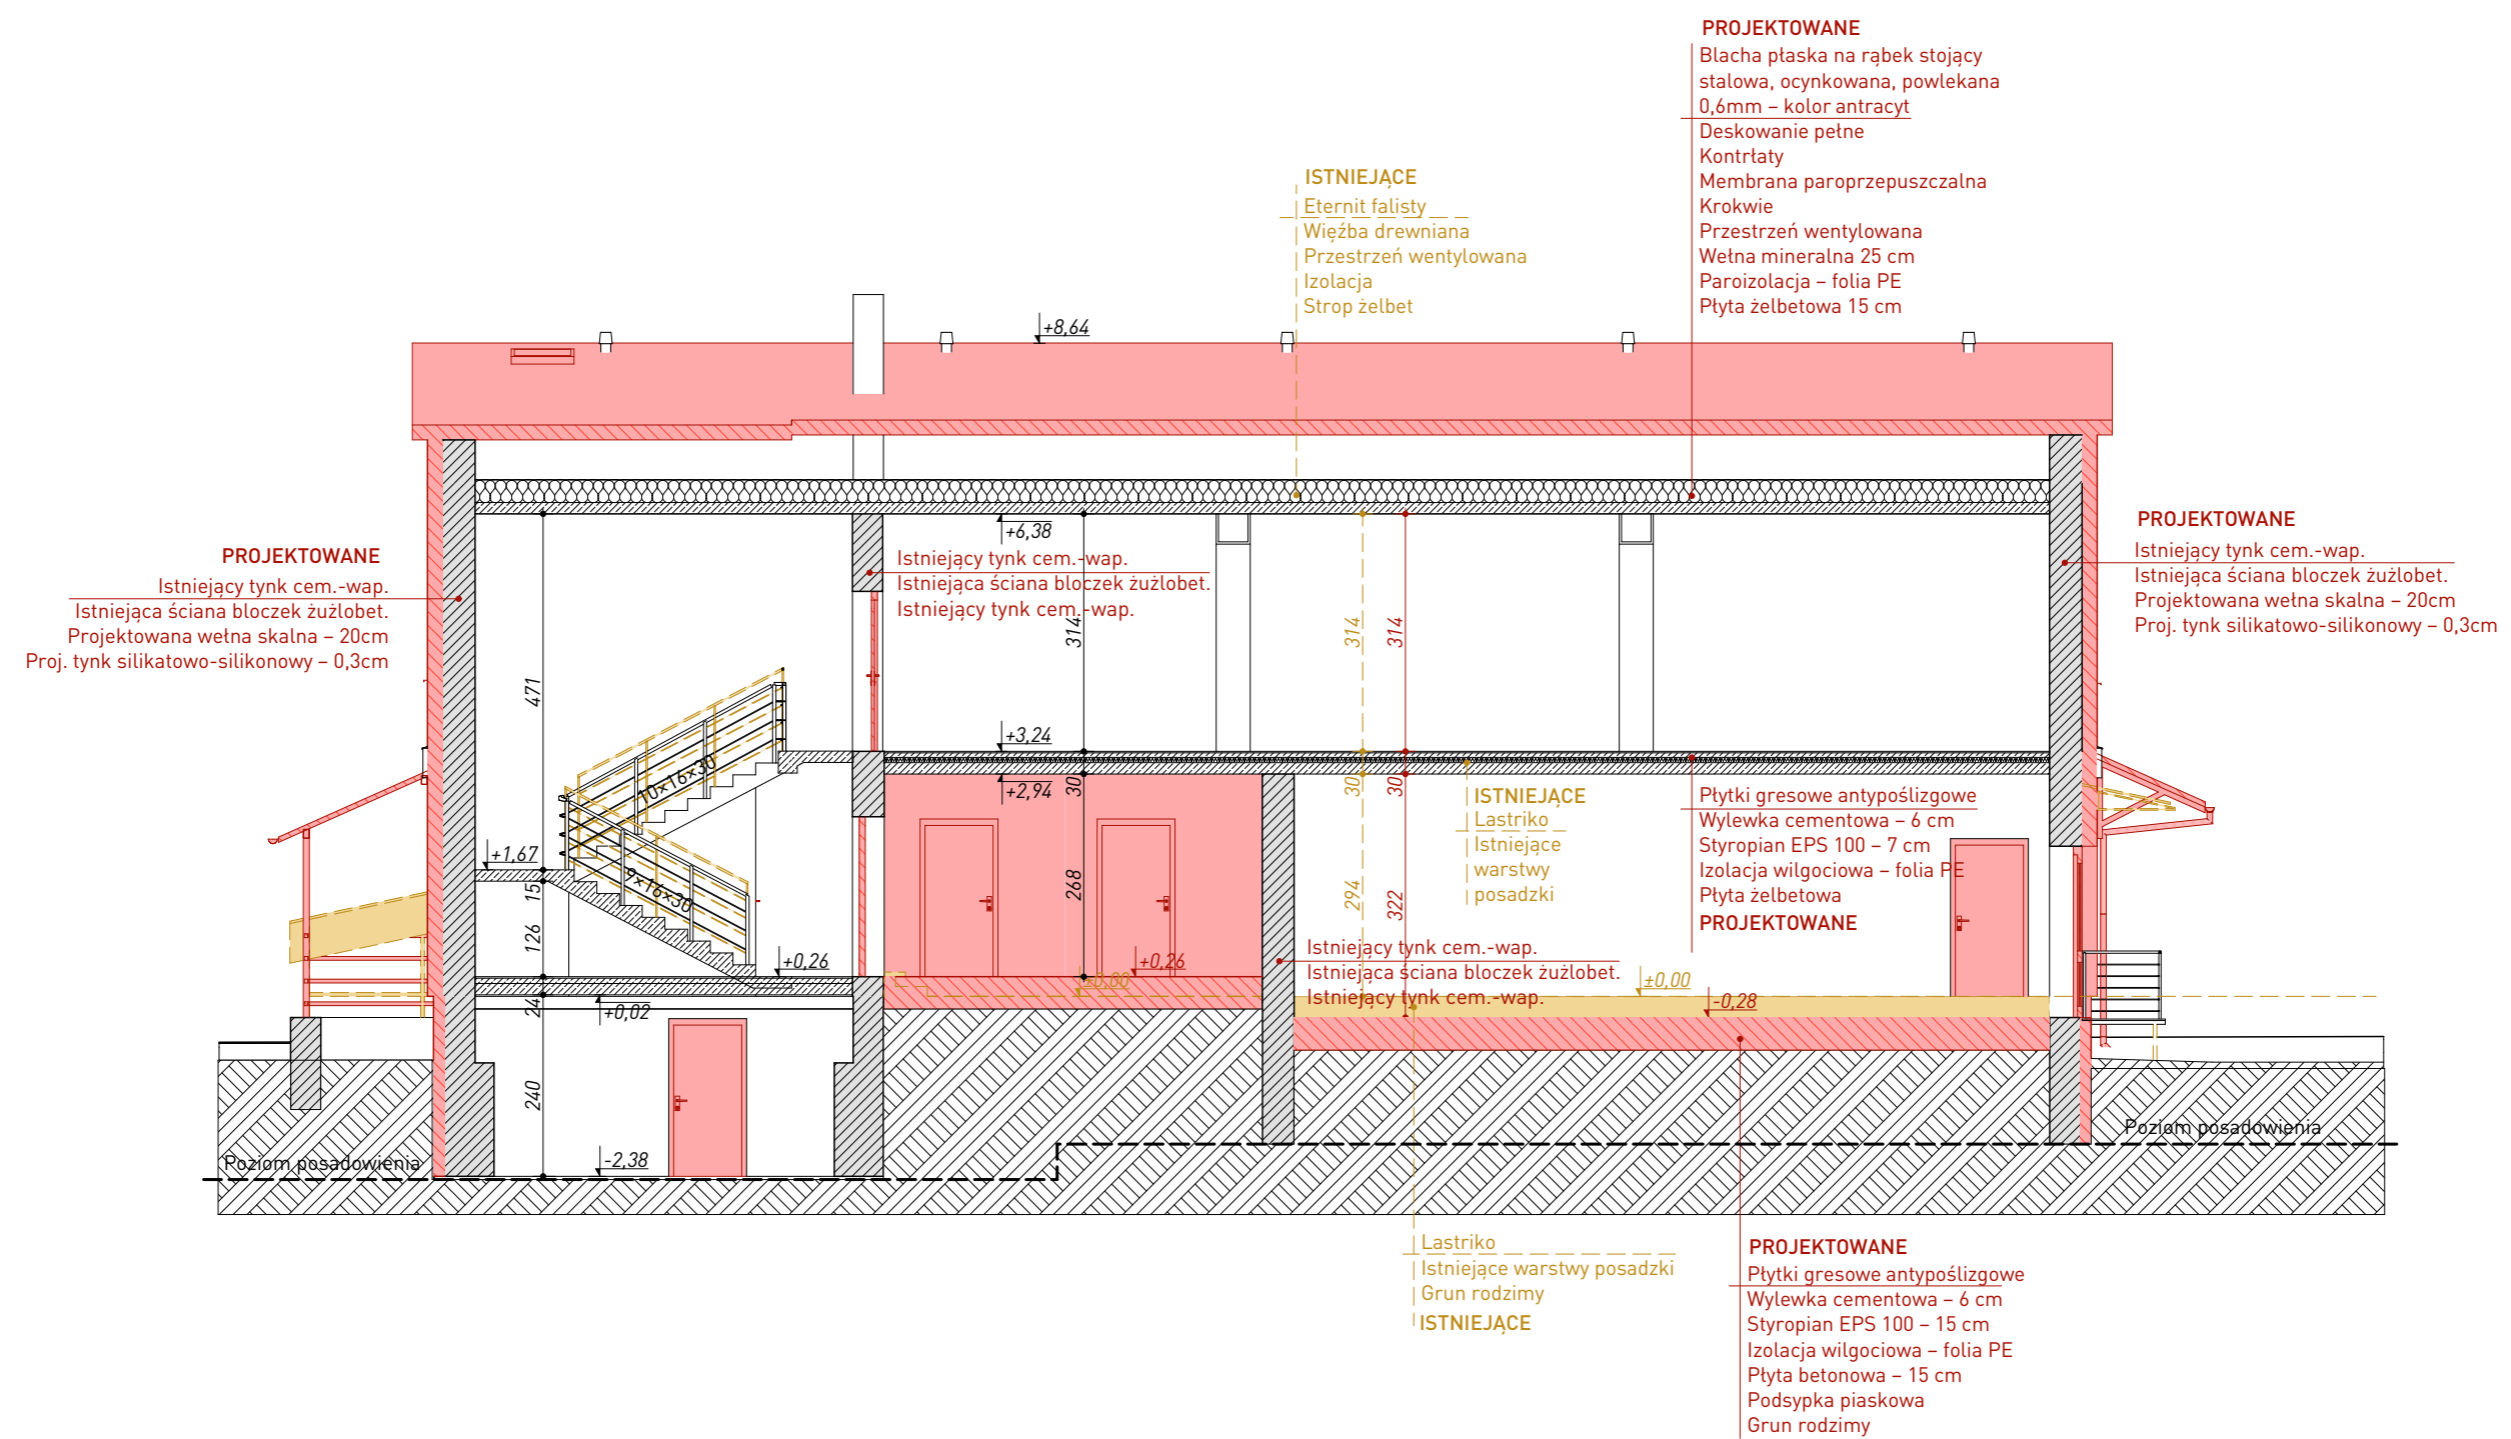 PROJEKTOWANE
Blacha płaska na rąbek stojący
stalowa, ocynkowana, powlekana
0,6mm – kolor antracyt
Deskowanie pełne
Kontrłaty
Membrana paroprzepuszczalna
Krokwie
Przestrzeń wentylowana
Wełna mineralna 25 cm
Paroizolacja – folia PE
Płyta żelbetowa 15 cm
ISTNIEJĄCE
Eternit falisty
Więźba drewniana
Przestrzeń wentylowana
Izolacja
Strop żelbet
+8,64
PROJEKTOWANE
Istniejący tynk cem.-wap.
Istniejąca ściana bloczek żużlobet.
Projektowana wełna skalna – 20cm
Proj. tynk silikatowo-silikonowy – 0,3cm
+6,38
Istniejący tynk cem.-wap.
Istniejąca ściana bloczek żużlobet.
Istniejący tynk cem.-wap.
PROJEKTOWANE
Istniejący tynk cem.-wap.
Istniejąca ściana bloczek żużlobet.
Projektowana wełna skalna – 20cm
Proj. tynk silikatowo-silikonowy – 0,3cm
471
314
314
314
+3,24
10×16×30
+2,94
30
30
30
+1,67
15
9×16×30
126
268
294
322
ISTNIEJĄCE
Lastriko
Istniejące
warstwy
posadzki
Płytki gresowe antypoślizgowe
Wylewka cementowa – 6 cm
Styropian EPS 100 – 7 cm
Izolacja wilgociowa – folia PE
Płyta żelbetowa
PROJEKTOWANE
Istniejący tynk cem.-wap.
Istniejąca ściana bloczek żużlobet.
Istniejący tynk cem.-wap.
+0,26
+0,26
±0,00
±0,00
-0,28
24
+0,02
240
-2,38
Poziom posadowienia
Poziom posadowienia
Lastriko
Istniejące warstwy posadzki
Grun rodzimy
ISTNIEJĄCE
PROJEKTOWANE
Płytki gresowe antypoślizgowe
Wylewka cementowa – 6 cm
Styropian EPS 100 – 15 cm
Izolacja wilgociowa – folia PE
Płyta betonowa – 15 cm
Podsypka piaskowa
Grun rodzimy